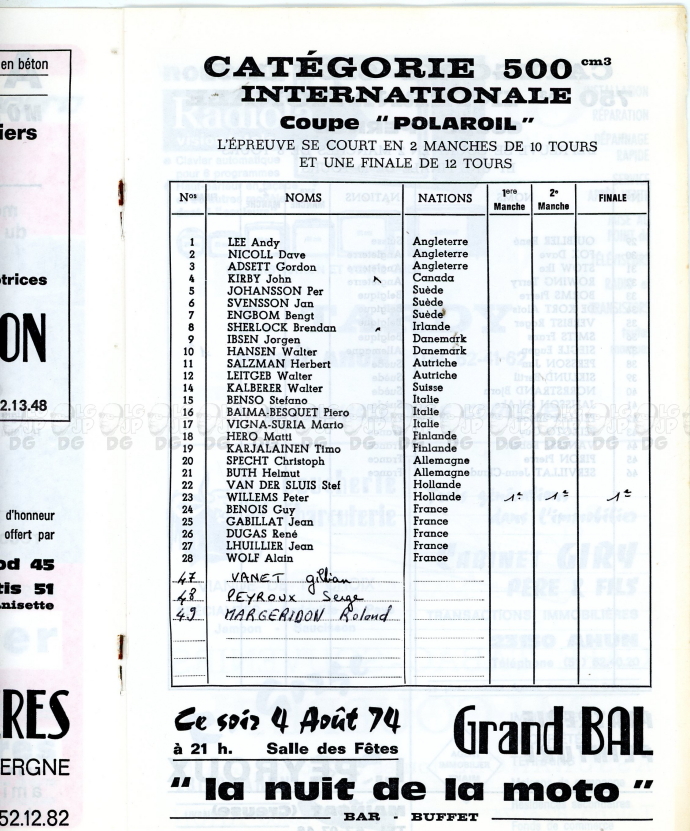 en béton
iers
trices
ON
2.13.48
d'honneur
offert par
od 45
tis 51
nisette
RES
ERGNE
52.12.82
CATÉGORIE 500 cm3
INTERNATIONALE
Coupe "POLAROIL"
L'ÉPREUVE SE COURT EN 2 MANCHES DE 10 TOURS
ET UNE FINALE DE 12 TOURS
Nos NOMS NATIONS 1ere Manche 2e Manche FINALE
1 LEE Andy Angleterre
2 NICOLL Dave Angleterre
3 ADSETT Gordon Angleterre
4 KIRBY John Canada
5 JOHANSSON Per Suède
6 SVENSSON Jan Suède
7 ENGBOM Bengt Suède
8 SHERLOCK Brendan Irlande
9 IBSEN Jorgen Danemark
10 HANSEN Walter Danemark
11 SALZMAN Herbert Autriche
12 LEITGEB Walter Autriche
14 KALBERER Walter Suisse
15 BENSO Stefano Italie
16 BAIMA-BESQUET Piero Italie
17 VIGNA-SURIA Mario Italie
18 HERO Matti Finlande
19 KARJALAINEN Timo Finlande
20 SPECHT Christoph Allemagne
21 BUTH Helmut Allemagne
22 VAN DER SLUIS Stef Hollande
23 WILLEMS Peter Hollande 1er 1er 1er
24 BENOIS Guy France
25 GABILLAT Jean France
26 DUGAS René France
27 LHUILLIER Jean France
28 WOLF Alain France
47 VANET gillian
48 PEYROUX Serge
49 MARGERIDON Roland
Ce soir 4 Août 74
à 21 h. Salle des Fêtes
Grand BAL
" la nuit de la moto "
BAR - BUFFET